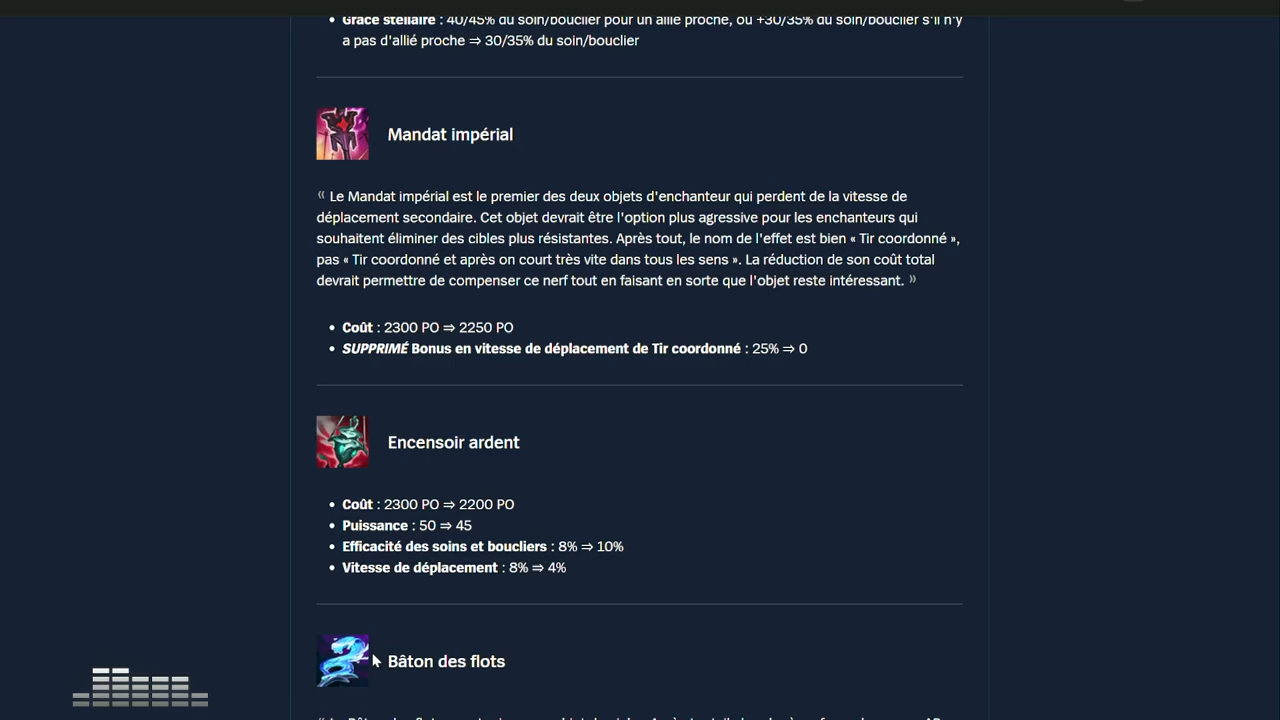 Grâce stellaire : 40/45% du soin/bouclier pour un allié proche, ou +30/35% du soin/bouclier s'il n'y
a pas d'allié proche ⇒ 30/35% du soin/bouclier
Mandat impérial
« Le Mandat impérial est le premier des deux objets d'enchanteur qui perdent de la vitesse de
déplacement secondaire. Cet objet devrait être l'option plus agressive pour les enchanteurs qui
souhaitent éliminer des cibles plus résistantes. Après tout, le nom de l'effet est bien « Tir coordonné »,
pas « Tir coordonné et après on court très vite dans tous les sens ». La réduction de son coût total
devrait permettre de compenser ce nerf tout en faisant en sorte que l'objet reste intéressant. »
• Coût : 2300 PO ⇒ 2250 PO
• SUPPRIMÉ Bonus en vitesse de déplacement de Tir coordonné : 25% ⇒ 0
Encensoir ardent
• Coût : 2300 PO ⇒ 2200 PO
• Puissance : 50 ⇒ 45
• Efficacité des soins et boucliers : 8% ⇒ 10%
• Vitesse de déplacement : 8% ⇒ 4%
Bâton des flots